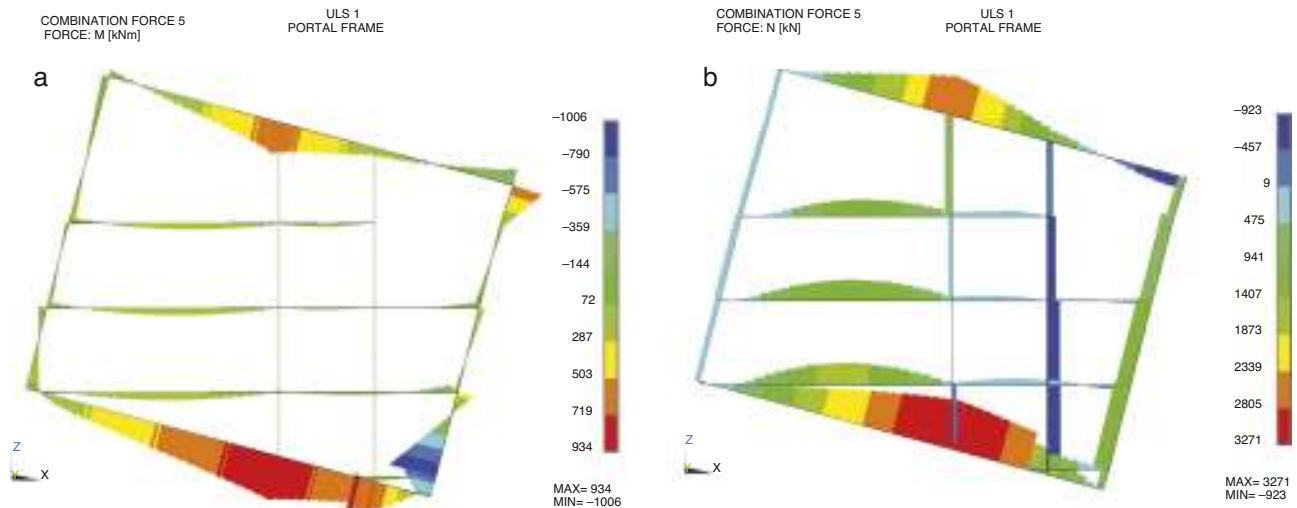 COMBINATION FORCE 5
FORCE: M [kNm]
ULS 1
PORTAL FRAME
a
−1006
−790
−575
−359
−144
72
287
503
719
934
Z
X
MAX= 934
MIN= −1006
COMBINATION FORCE 5
FORCE: N [kN]
ULS 1
PORTAL FRAME
b
−923
−457
9
475
941
1407
1873
2339
2805
3271
Z
X
MAX= 3271
MIN= −923